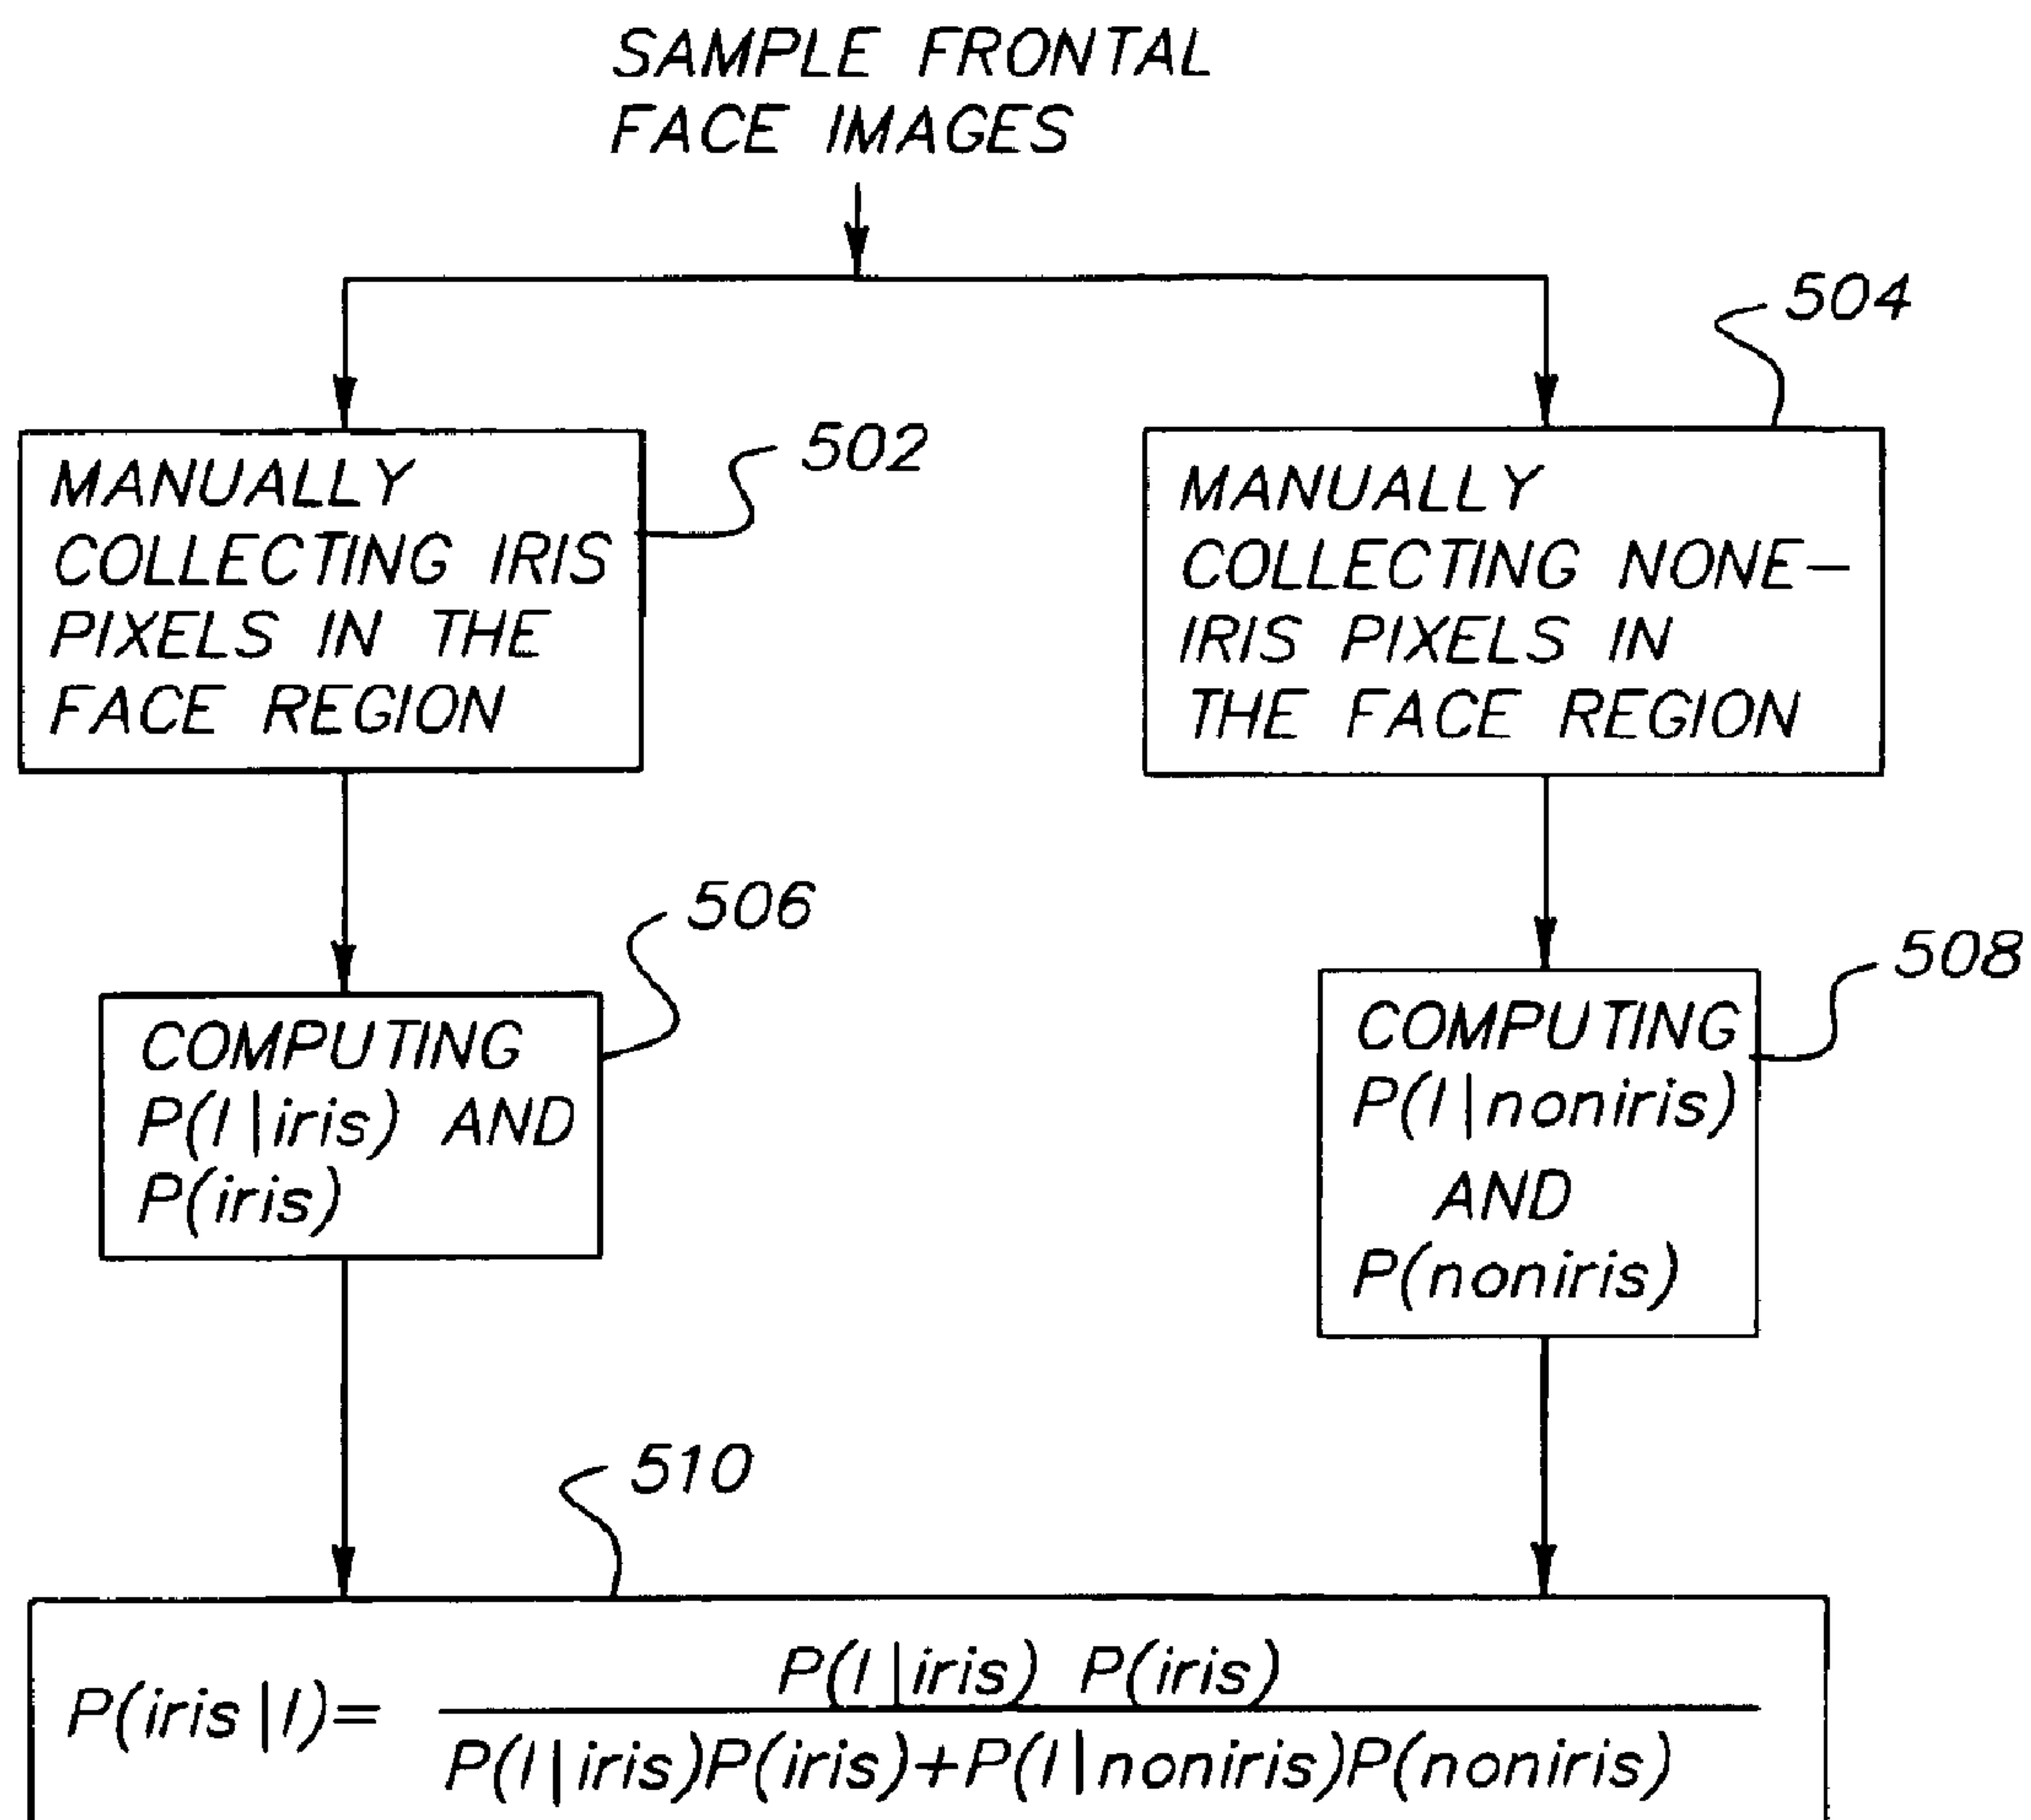 SAMPLE FRONTAL
FACE IMAGES
504
502
MANUALLY
COLLECTING IRIS
PIXELS IN THE
FACE REGION
MANUALLY
COLLECTING NONE–
IRIS PIXELS IN
THE FACE REGION
506
508
COMPUTING
P(I|iris) AND
P(iris)
COMPUTING
P(I|noniris)
AND
P(noniris)
510
P(I|iris) P(iris)
P(iris|I)=
P(I|iris)P(iris)+P(I|noniris)P(noniris)